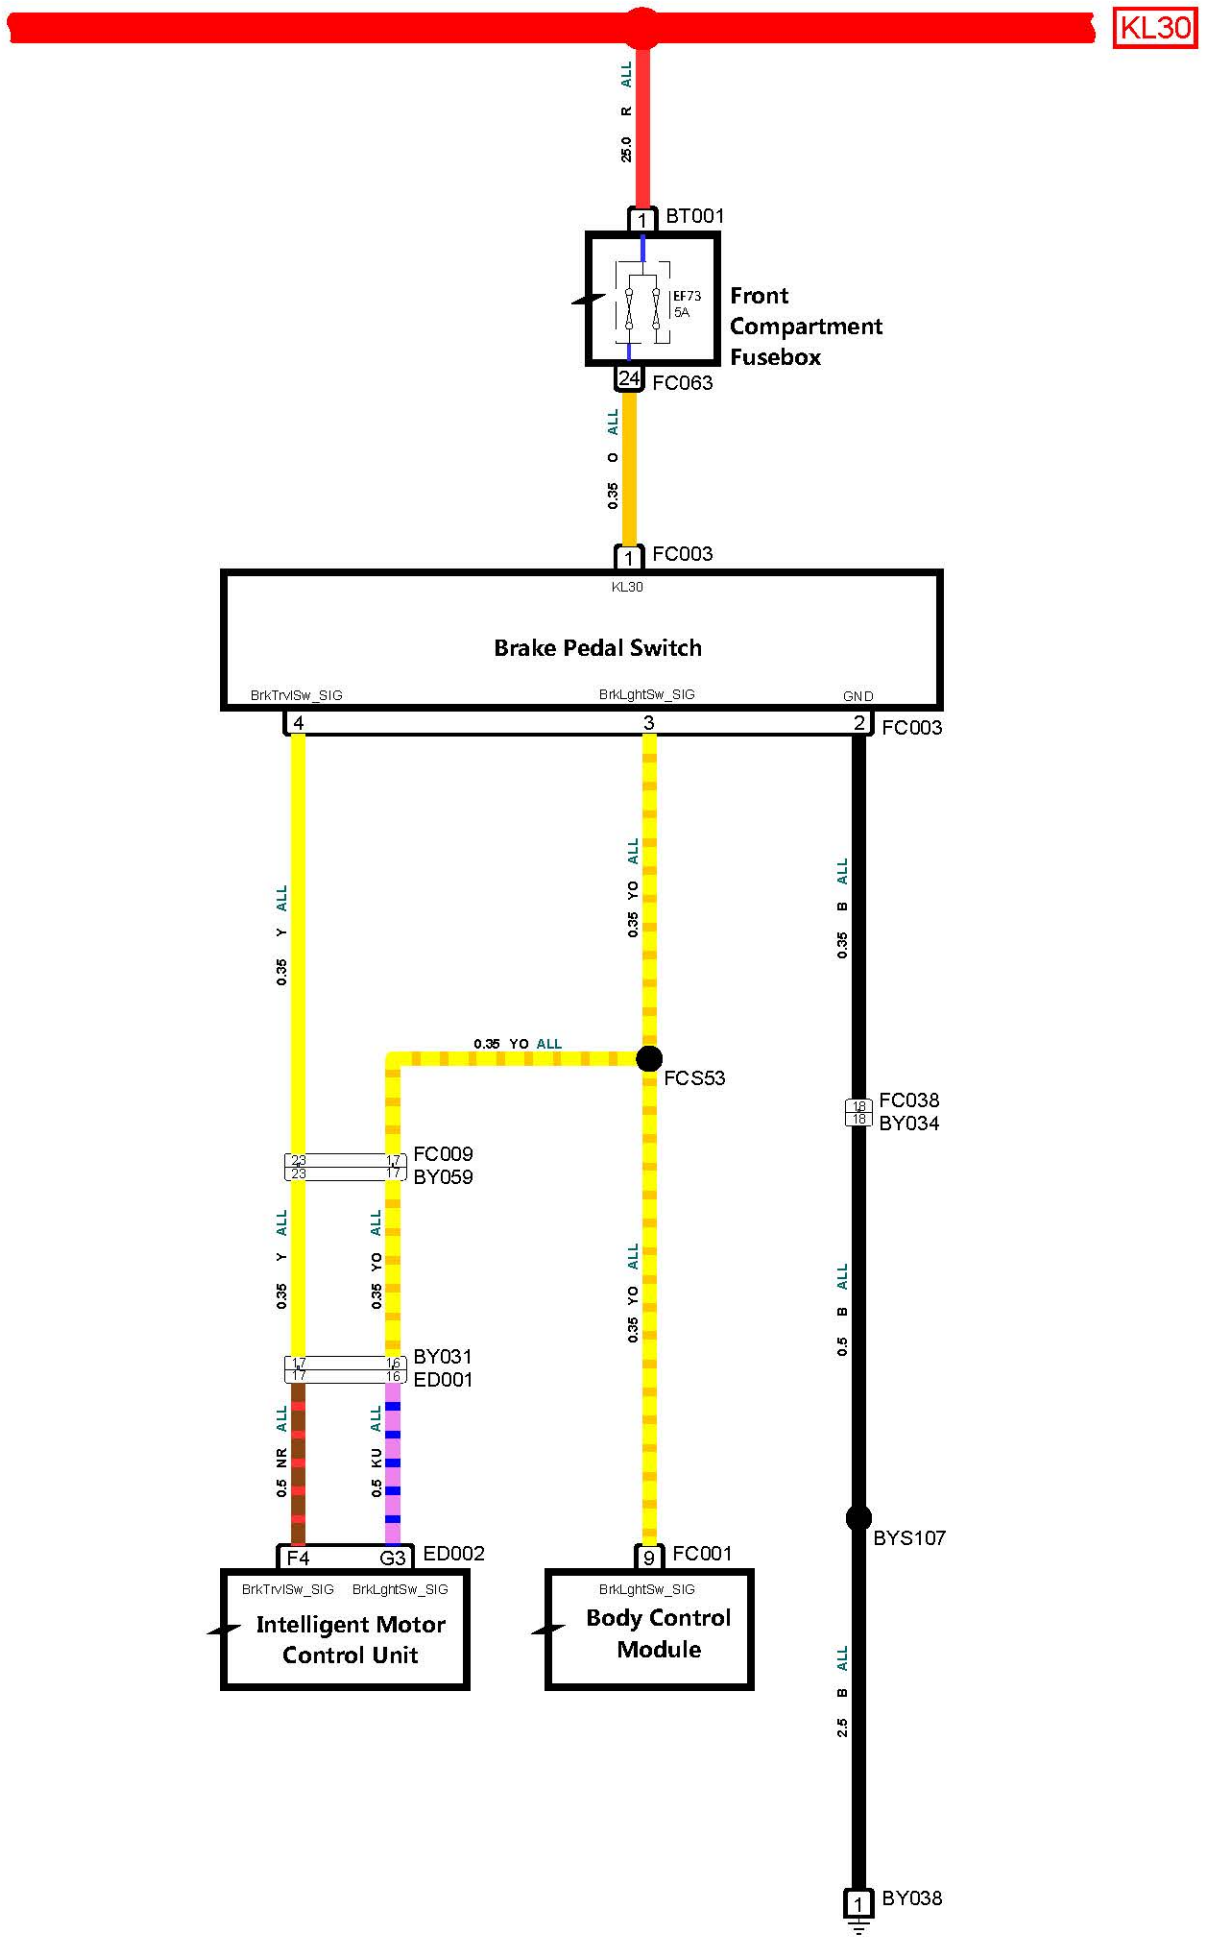 KL30
25.0 R ALL
1 BT001
EF73
5A
Front
Compartment
Fusebox
24 FC063
0.35 O ALL
1 FC003
KL30
Brake Pedal Switch
BrkTrvlSw_SIG BrkLghtSw_SIG GND
4 3 2 FC003
0.35 Y ALL
0.35 YO ALL
0.35 B ALL
0.35 YO ALL
FCS53
18 FC038
18 BY034
23 17 FC009
23 17 BY059
0.35 Y ALL
0.35 YO ALL
0.35 YO ALL
0.5 B ALL
17 16 BY031
17 16 ED001
0.5 NR ALL
0.5 KU ALL
BYS107
F4 G3 ED002
9 FC001
BrkTrvlSw_SIG BrkLghtSw_SIG
Intelligent Motor
Control Unit
BrkLghtSw_SIG
Body Control
Module
2.5 B ALL
1 BY038